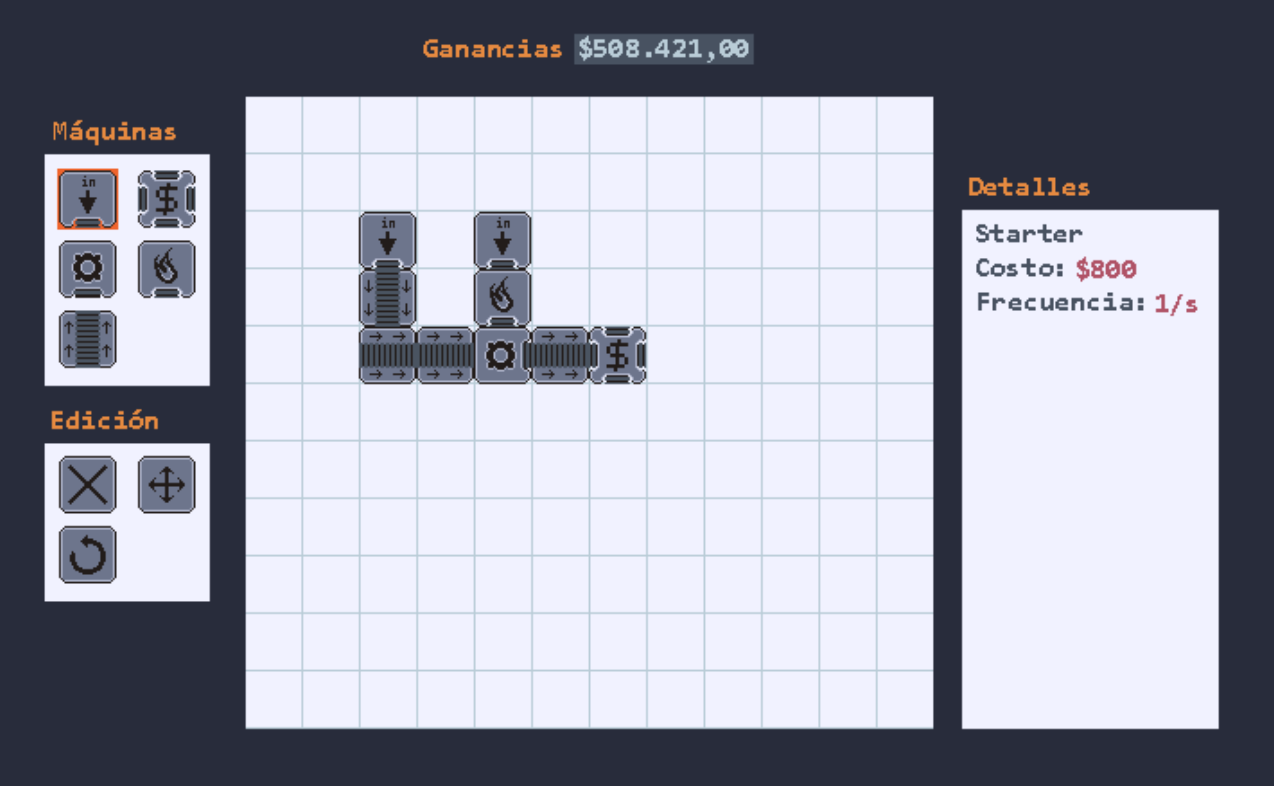 Ganancias $508.421,00
Máquinas
in
$
Edición
in
in
$
Detalles
Starter
Costo: $800
Frecuencia: 1/s